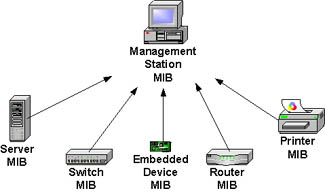 Management
Station
MIB
Server
MIB
Switch
MIB
Embedded
Device
MIB
Router
MIB
Printer
MIB